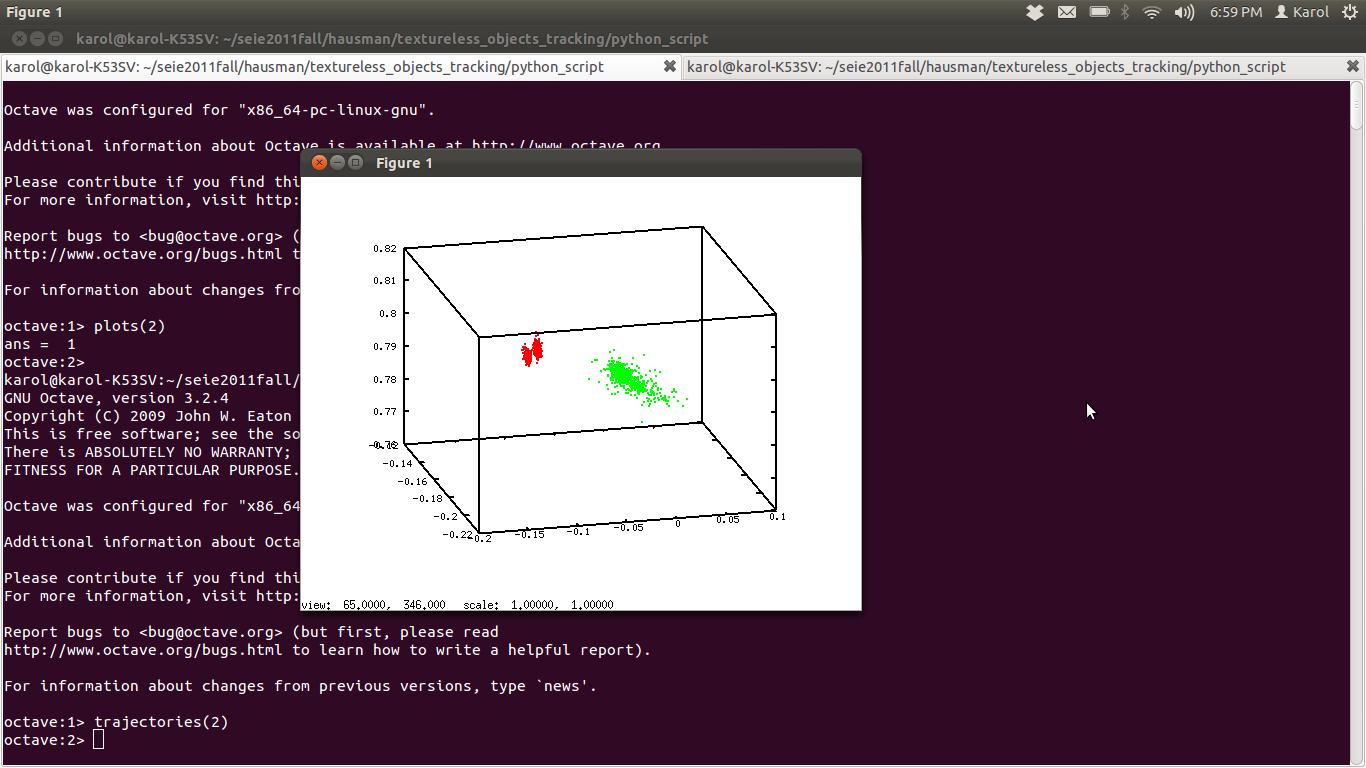 Figure 1
6:59 PM Karol
karol@karol-K53SV: ~/seie2011fall/hausman/textureless_objects_tracking/python_script
karol@karol-K53SV: ~/seie2011fall/hausman/textureless_objects_tracking/python_script
karol@karol-K53SV: ~/seie2011fall/hausman/textureless_objects_tracking/python_script
Octave was configured for "x86_64-pc-linux-gnu".
Additional information about Octave is available at http://www.octave.org
Please contribute if you find thi
For more information, visit http:
Report bugs to <bug@octave.org> (
http://www.octave.org/bugs.html t
For information about changes fro
octave:1> plots(2)
ans =  1
octave:2>
karol@karol-K53SV:~/seie2011fall/
GNU Octave, version 3.2.4
Copyright (C) 2009 John W. Eaton
This is free software; see the so
There is ABSOLUTELY NO WARRANTY;
FITNESS FOR A PARTICULAR PURPOSE.
Octave was configured for "x86_64
Additional information about Octa
Please contribute if you find thi
For more information, visit http:
Report bugs to <bug@octave.org> (but first, please read
http://www.octave.org/bugs.html to learn how to write a helpful report).
For information about changes from previous versions, type `news'.
octave:1> trajectories(2)
octave:2>
Figure 1
0.82
0.81
0.8
0.79
0.78
0.77
-0.14
-0.16
-0.18
-0.2
-0.22
-0.15
-0.1
-0.05
0
0.05
0.1
view: 65.0000, 346.000 scale: 1.00000, 1.00000